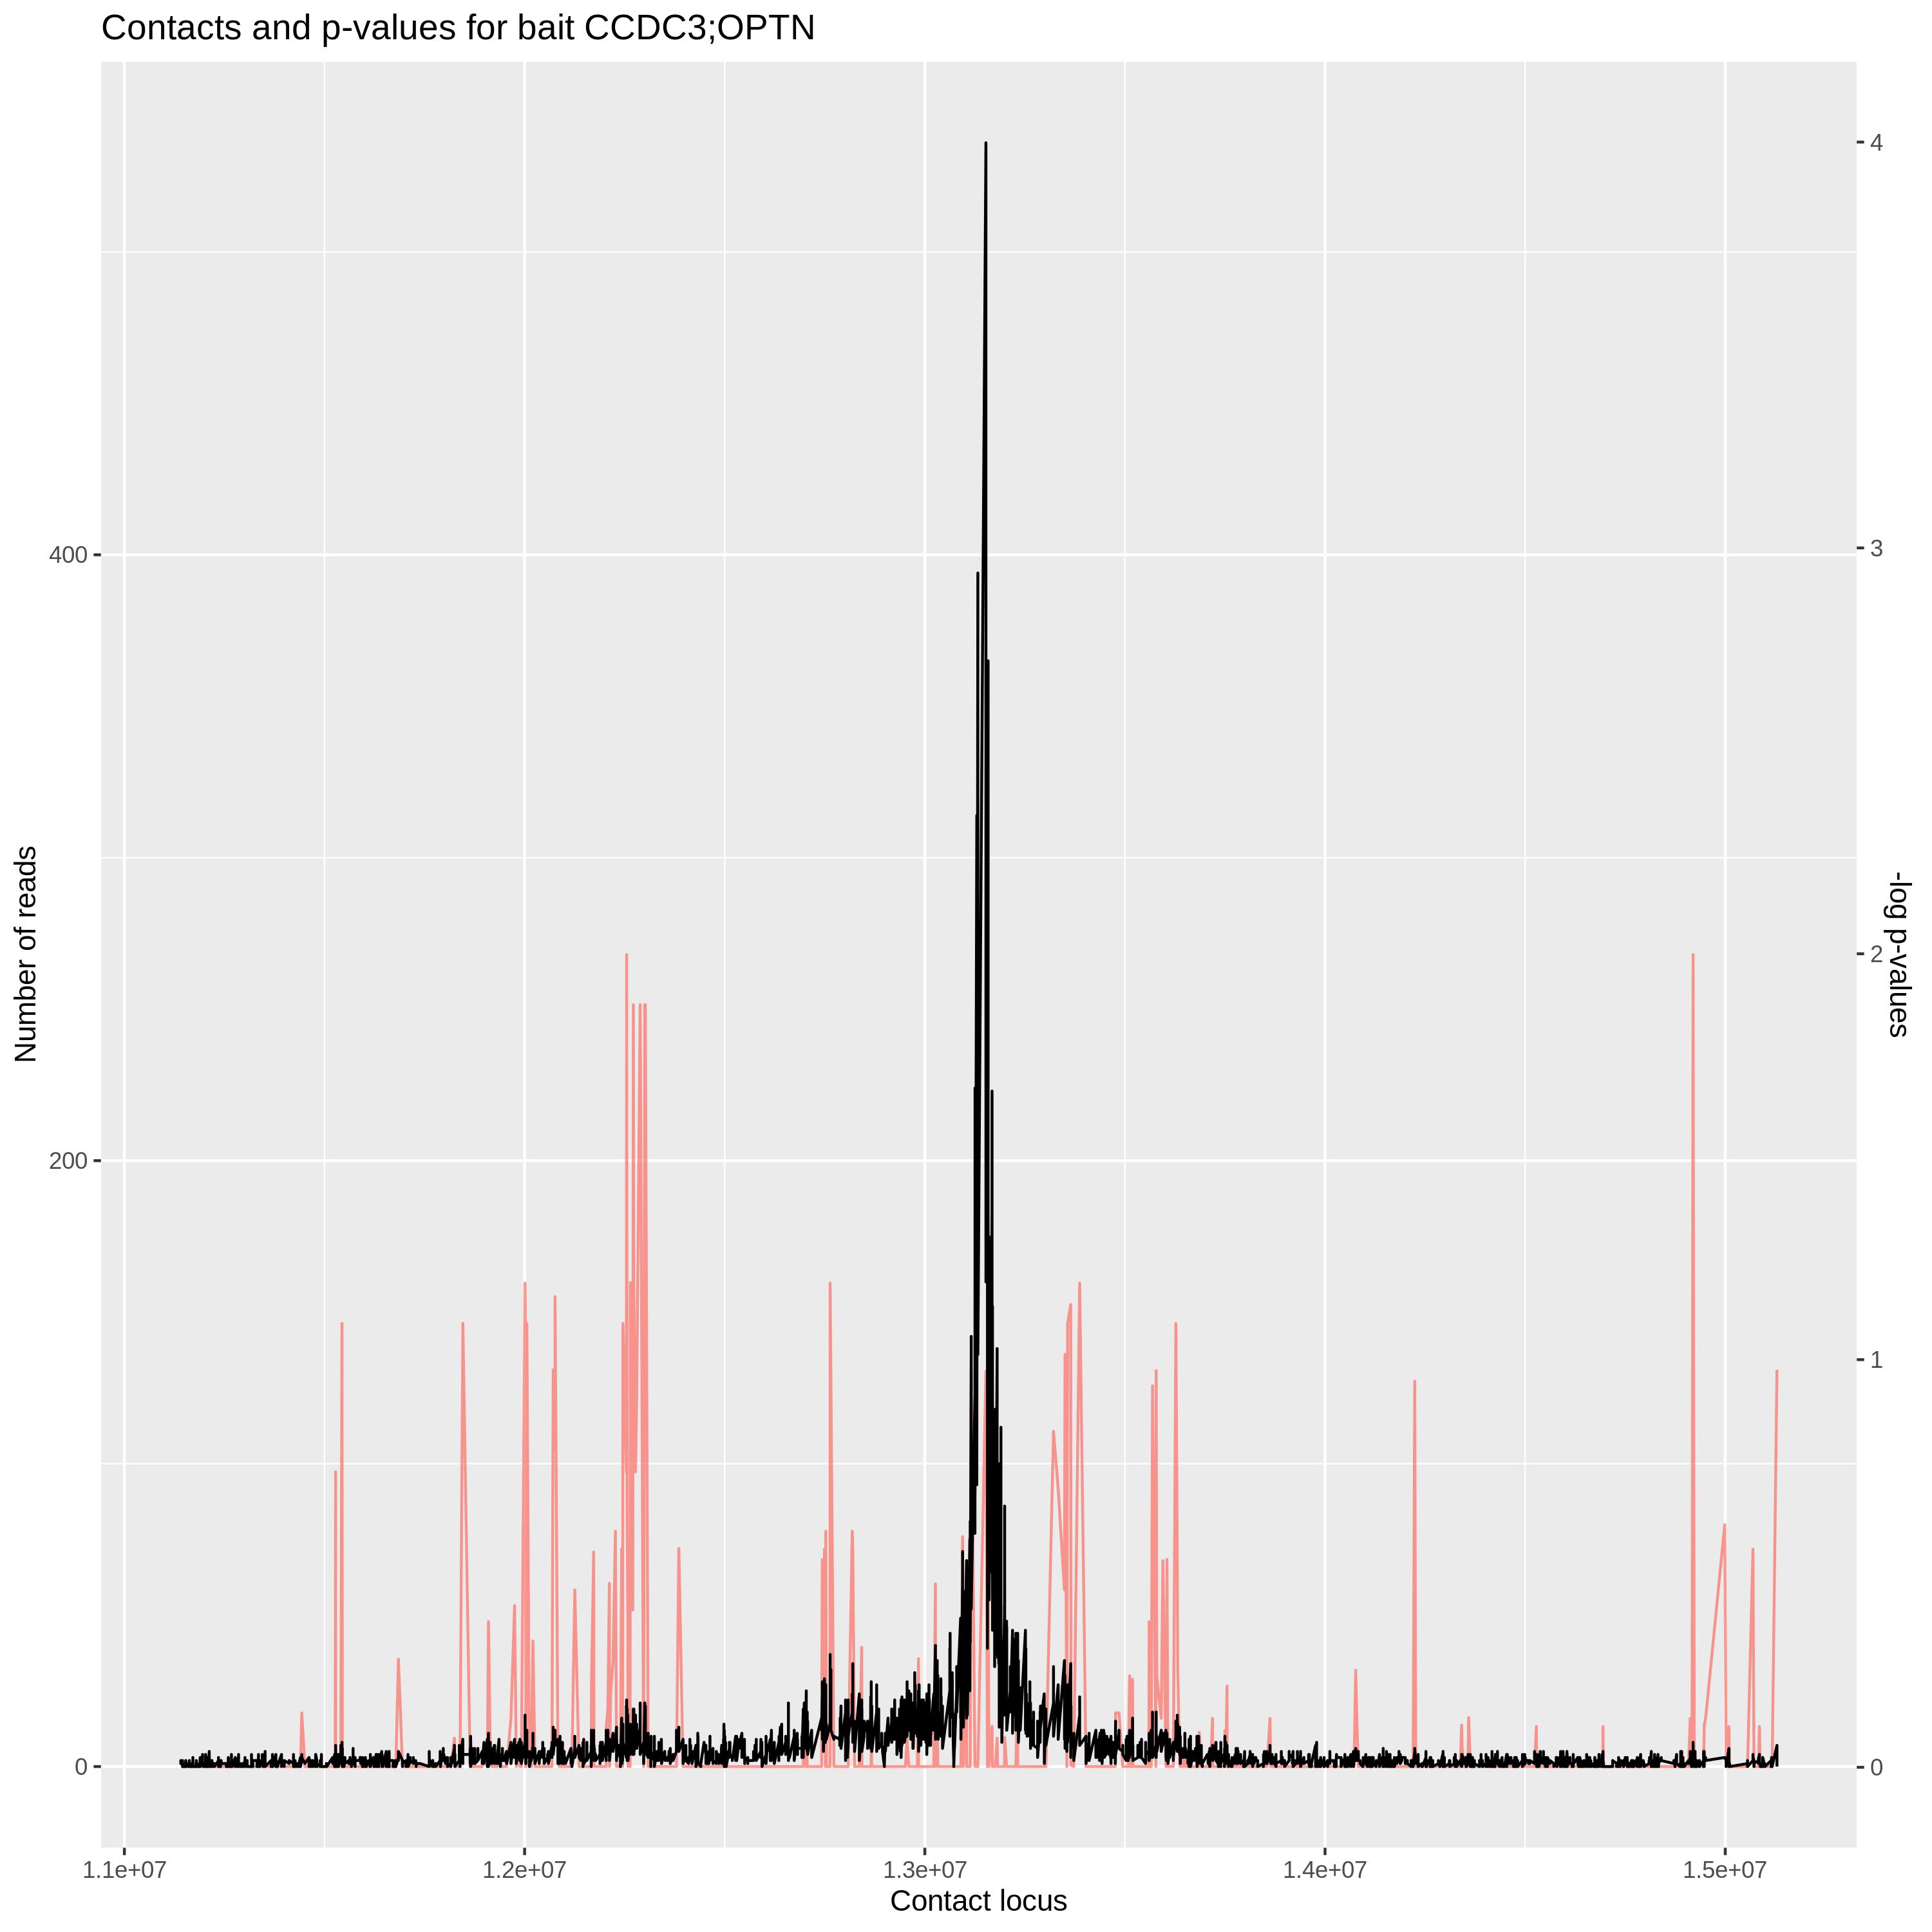 Contacts and p-values for bait CCDC3;OPTN
4
400
3
Number of reads
2
-log p-values
200
1
0
0
1.1e+07 1.2e+07 1.3e+07 1.4e+07 1.5e+07
Contact locus